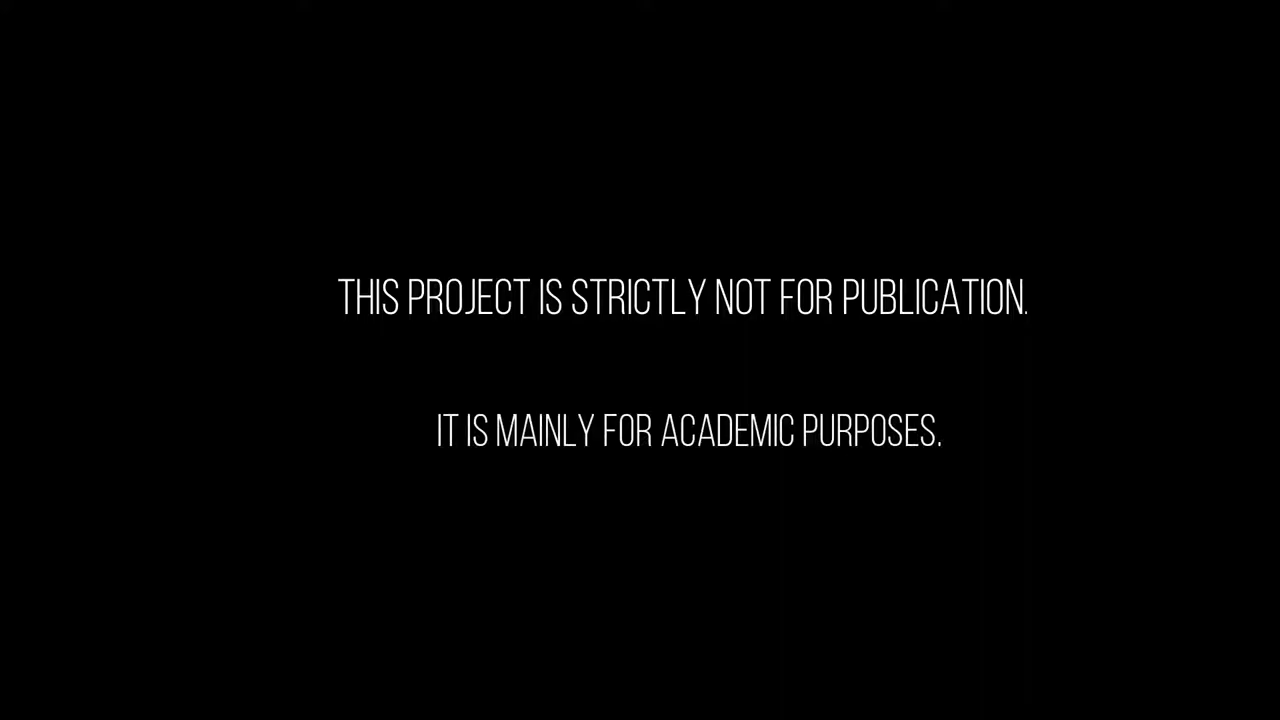 THIS PROJECT IS STRICTLY NOT FOR PUBLICATION.
IT IS MAINLY FOR ACADEMIC PURPOSES.